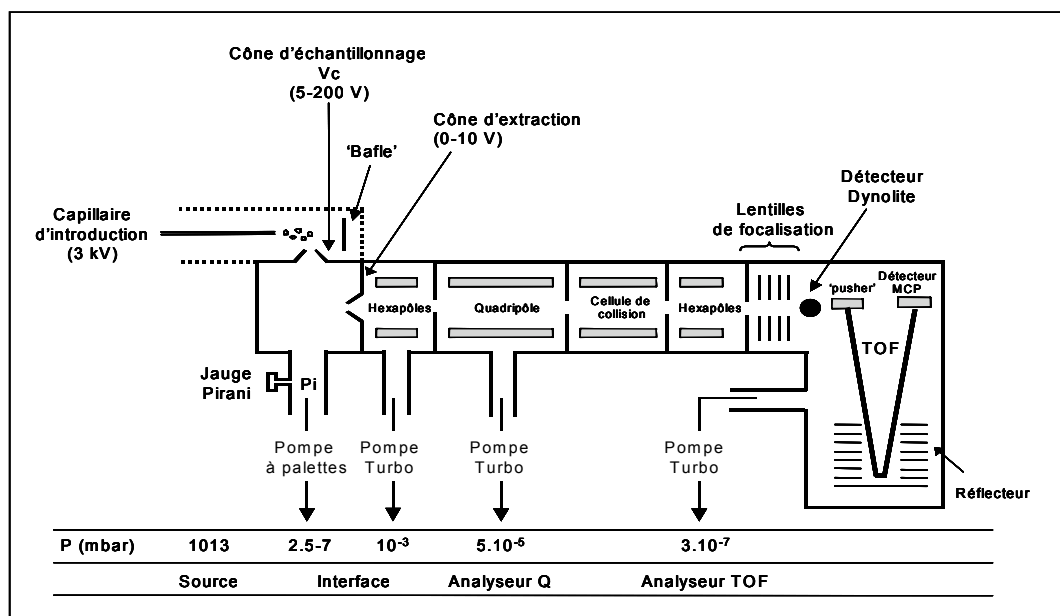 Cône d'échantillonnage
Vc
(5-200 V)
Cône d'extraction
(0-10 V)
'Bafle'
Détecteur
Dynolite
Capillaire
d'introduction
(3 kV)
Lentilles
de focalisation
Hexapôles
Quadripôle
Cellule de
collision
Hexapôles
'pusher'
Détecteur
MCP
TOF
Jauge
Pirani
Pi
Pompe
à palettes
Pompe
Turbo
Pompe
Turbo
Pompe
Turbo
Réflecteur
P (mbar) 1013 2.5-7 10-3 5.10-5 3.10-7
Source Interface Analyseur Q Analyseur TOF